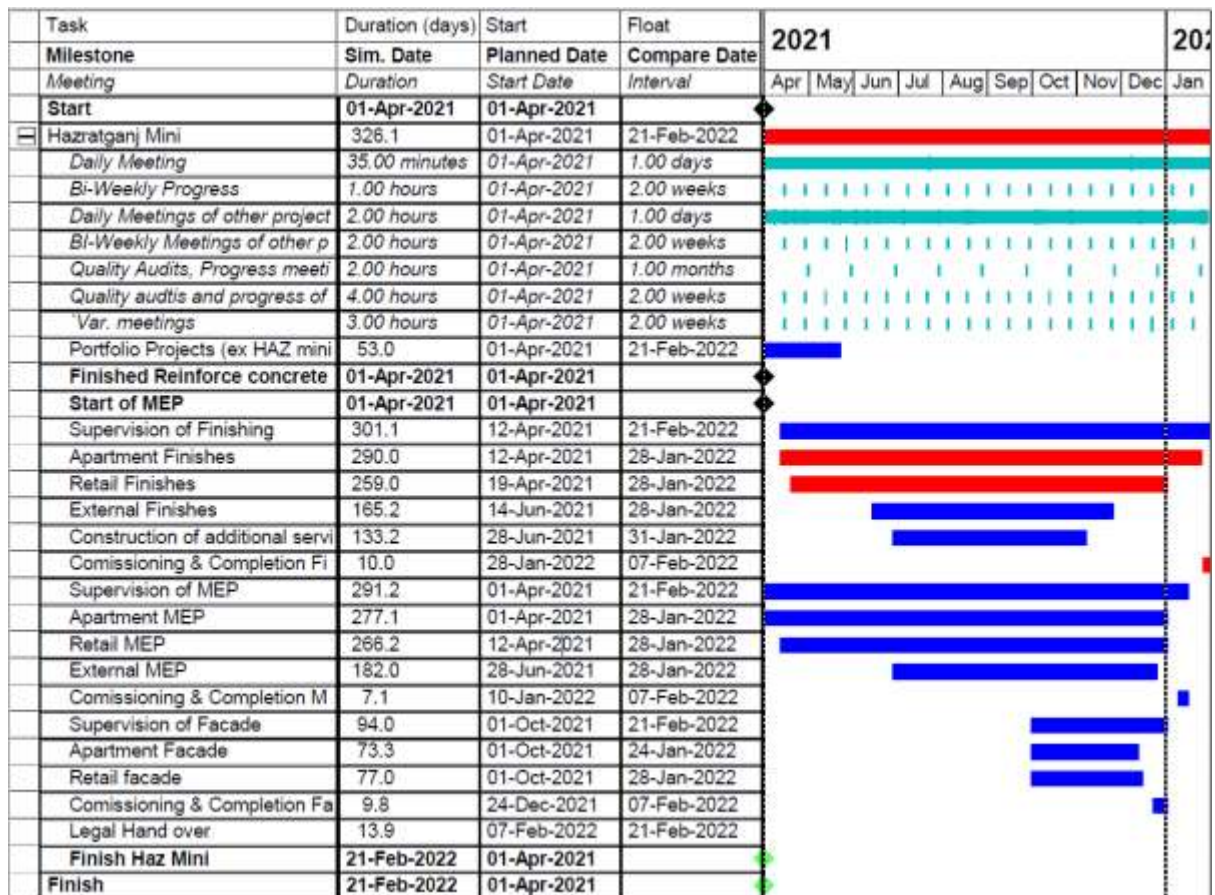 Task Duration (days) Start Float 2021 202
Milestone Sim. Date Planned Date Compare Date
Meeting Duration Start Date Interval Apr May Jun Jul Aug Sep Oct Nov Dec Jan
Start 01-Apr-2021 01-Apr-2021
Hazratganj Mini 326.1 01-Apr-2021 21-Feb-2022
Daily Meeting 35.00 minutes 01-Apr-2021 1.00 days
Bi-Weekly Progress 1.00 hours 01-Apr-2021 2.00 weeks
Daily Meetings of other project 2.00 hours 01-Apr-2021 1.00 days
BI-Weekly Meetings of other p 2.00 hours 01-Apr-2021 2.00 weeks
Quality Audits, Progress meeti 2.00 hours 01-Apr-2021 1.00 months
Quality audtis and progress of 4.00 hours 01-Apr-2021 2.00 weeks
`Var. meetings 3.00 hours 01-Apr-2021 2.00 weeks
Portfolio Projects (ex HAZ mini 53.0 01-Apr-2021 21-Feb-2022
Finished Reinforce concrete 01-Apr-2021 01-Apr-2021
Start of MEP 01-Apr-2021 01-Apr-2021
Supervision of Finishing 301.1 12-Apr-2021 21-Feb-2022
Apartment Finishes 290.0 12-Apr-2021 28-Jan-2022
Retail Finishes 259.0 19-Apr-2021 28-Jan-2022
External Finishes 165.2 14-Jun-2021 28-Jan-2022
Construction of additional servi 133.2 28-Jun-2021 31-Jan-2022
Comissioning & Completion Fi 10.0 28-Jan-2022 07-Feb-2022
Supervision of MEP 291.2 01-Apr-2021 21-Feb-2022
Apartment MEP 277.1 01-Apr-2021 28-Jan-2022
Retail MEP 266.2 12-Apr-2021 28-Jan-2022
External MEP 182.0 28-Jun-2021 28-Jan-2022
Comissioning & Completion M 7.1 10-Jan-2022 07-Feb-2022
Supervision of Facade 94.0 01-Oct-2021 21-Feb-2022
Apartment Facade 73.3 01-Oct-2021 24-Jan-2022
Retail facade 77.0 01-Oct-2021 28-Jan-2022
Comissioning & Completion Fa 9.8 24-Dec-2021 07-Feb-2022
Legal Hand over 13.9 07-Feb-2022 21-Feb-2022
Finish Haz Mini 21-Feb-2022 01-Apr-2021
Finish 21-Feb-2022 01-Apr-2021